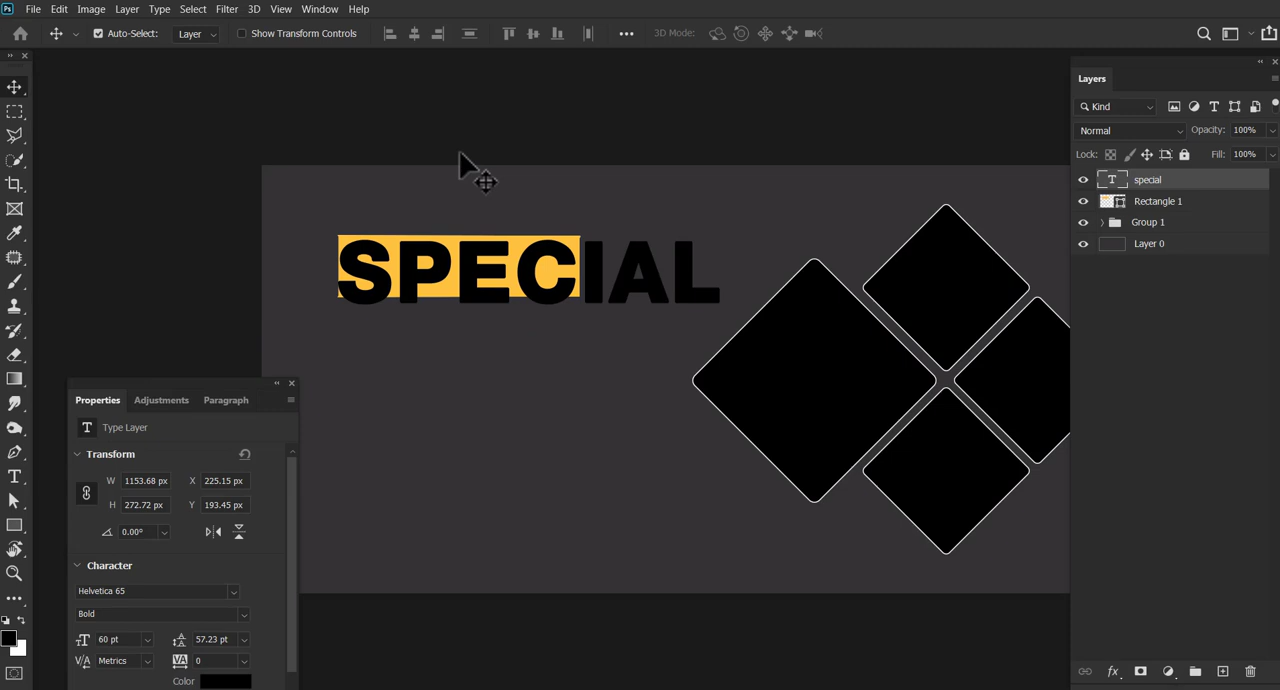 Ps File Edit Image Layer Type Select Filter 3D View Window Help
Auto-Select: Layer Show Transform Controls 3D Mode:
Layers
Kind
Normal Opacity: 100%
Lock: Fill: 100%
T special
Rectangle 1
Group 1
Layer 0
SPECIAL
Properties Adjustments Paragraph
T Type Layer
Transform
W 1153.68 px X 225.15 px
H 272.72 px Y 193.45 px
0.00°
Character
Helvetica 65
Bold
60 pt 57.23 pt
Metrics 0
Color
fx